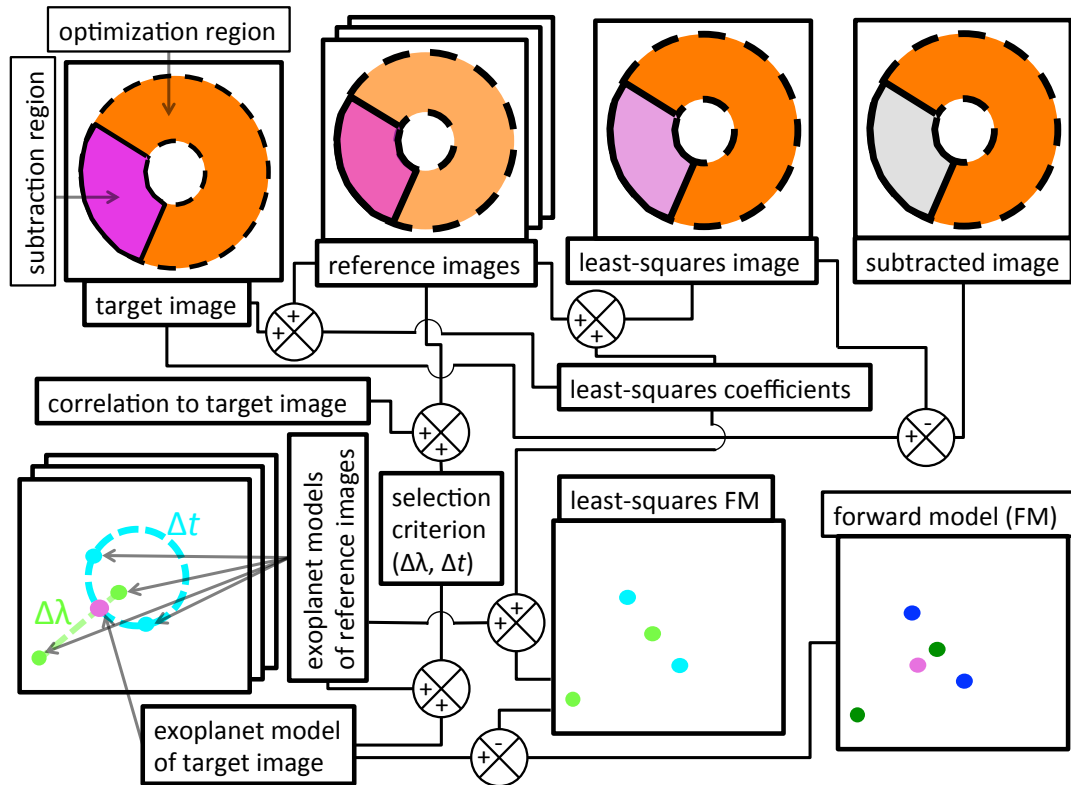 optimization region
subtraction region
target image
reference images
least-squares image
subtracted image
+
+
+
+
least-squares coefficients
correlation to target image
+
+
+
-
exoplanet models
of reference images
selection
criterion
(Δλ, Δt)
least-squares FM
forward model (FM)
Δt
Δλ
+
+
+
+
exoplanet model
of target image
+
-